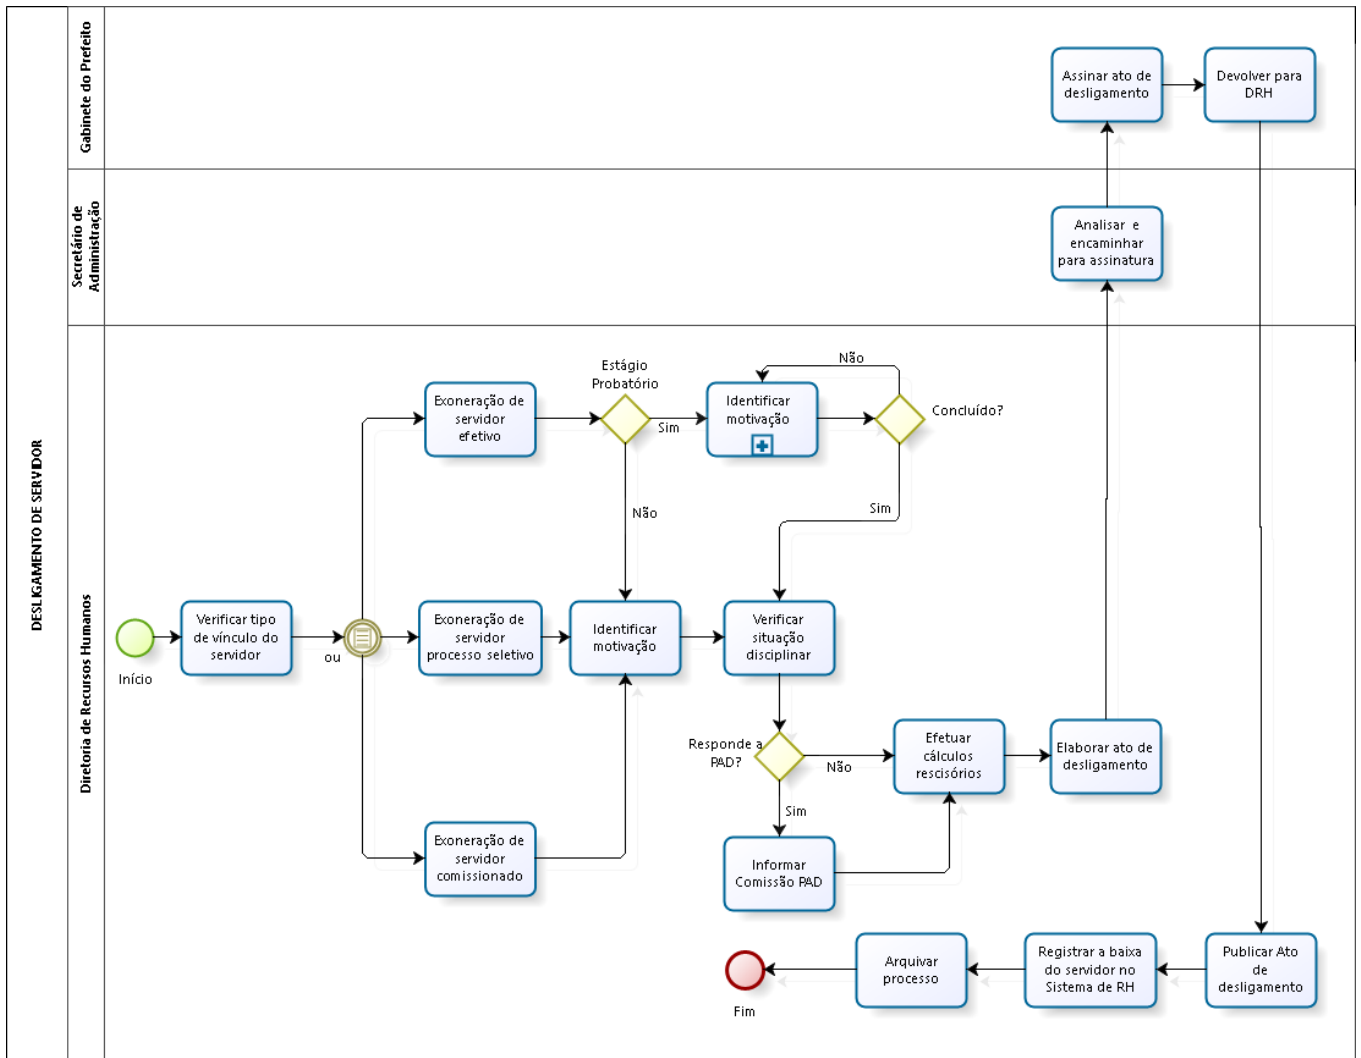 DESLIGAMENTO DE SERVIDOR
Gabinete do Prefeito
Assinar ato de
desligamento
Devolver para
DRH
Secretário de
Administração
Analisar e
encaminhar
para assinatura
Diretoria de Recursos Humanos
Início
Verificar tipo
de vínculo do
servidor
ou
Exoneração de
servidor
efetivo
Estágio
Probatório
Sim
Não
Identificar
motivação
Não
Concluído?
Sim
Exoneração de
servidor
processo seletivo
Identificar
motivação
Verificar
situação
disciplinar
Exoneração de
servidor
comissionado
Responde a
PAD?
Não
Sim
Informar
Comissão PAD
Efetuar
cálculos
rescisórios
Elaborar ato de
desligamento
Publicar Ato
de
desligamento
Registrar a baixa
do servidor no
Sistema de RH
Arquivar
processo
Fim